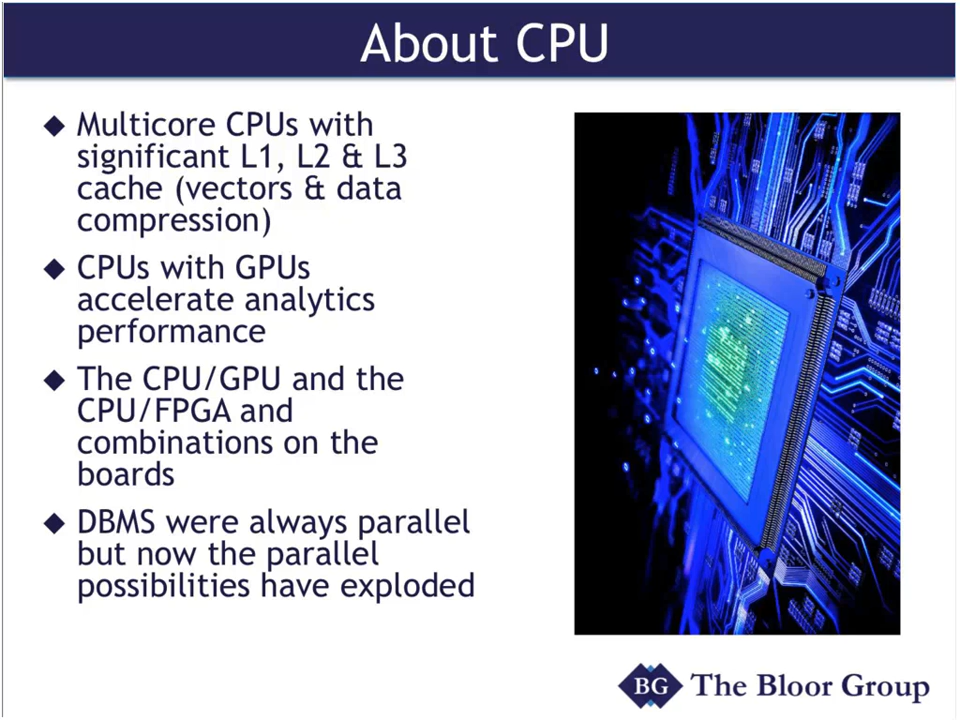 About CPU
Multicore CPUs with
significant L1, L2 & L3
cache (vectors & data
compression)
CPUs with GPUs
accelerate analytics
performance
The CPU/GPU and the
CPU/FPGA and
combinations on the
boards
DBMS were always parallel
but now the parallel
possibilities have exploded
BG The Bloor Group